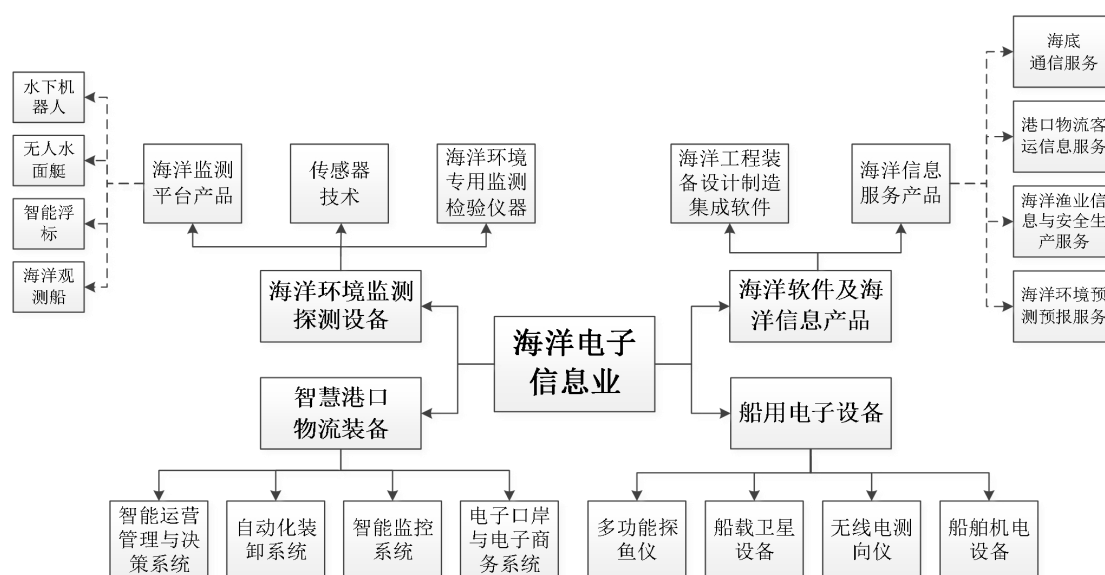 海底
通信服务
水下机
器人
无人水
面艇
智能浮
标
海洋观
测船
海洋监测
平台产品
传感器
技术
海洋环境
专用监测
检验仪器
海洋工程装
备设计制造
集成软件
海洋信息
服务产品
港口物流客
运信息服务
海洋渔业信
息与安全生
产服务
海洋环境预
测预报服务
海洋环境监测
探测设备
海洋软件及海
洋信息产品
海洋电子
信息业
智慧港口
物流装备
船用电子设备
智能运营
管理与决
策系统
自动化装
卸系统
智能监控
系统
电子口岸
与电子商
务系统
多功能探
鱼仪
船载卫星
设备
无线电测
向仪
船舶机电
设备